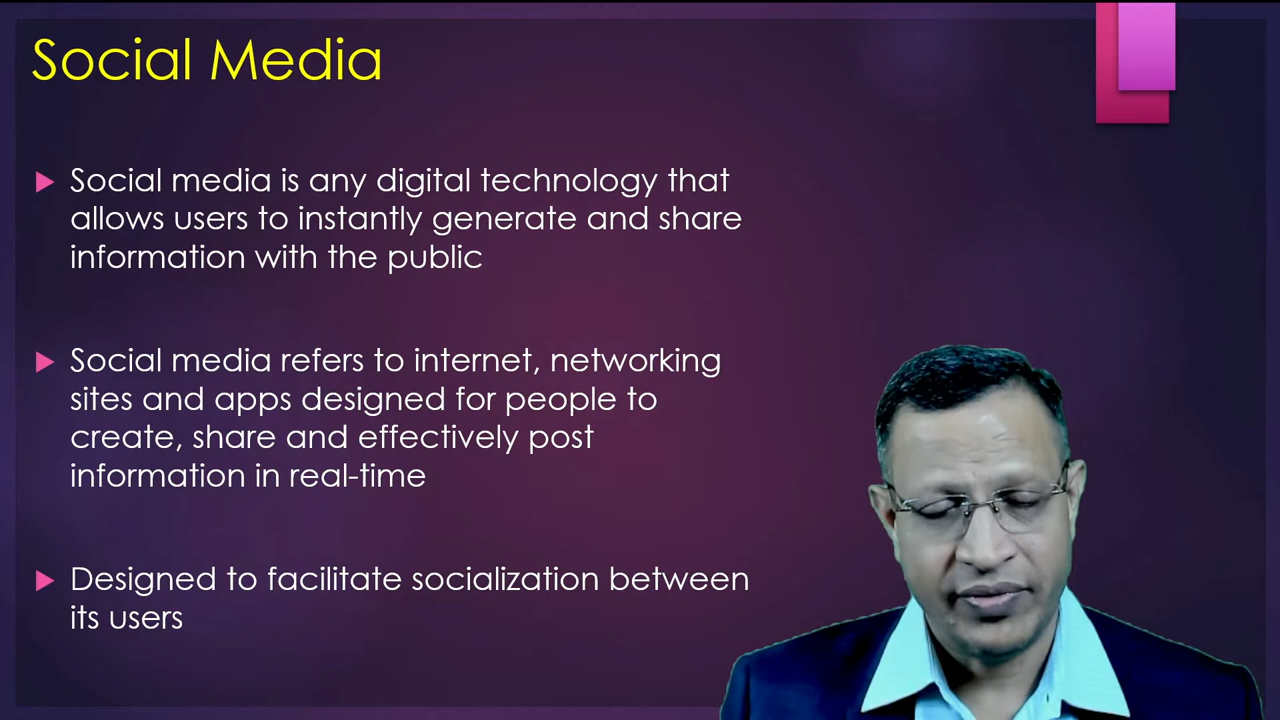 Social Media
Social media is any digital technology that
allows users to instantly generate and share
information with the public
Social media refers to internet, networking
sites and apps designed for people to
create, share and effectively post
information in real-time
Designed to facilitate socialization between
its users